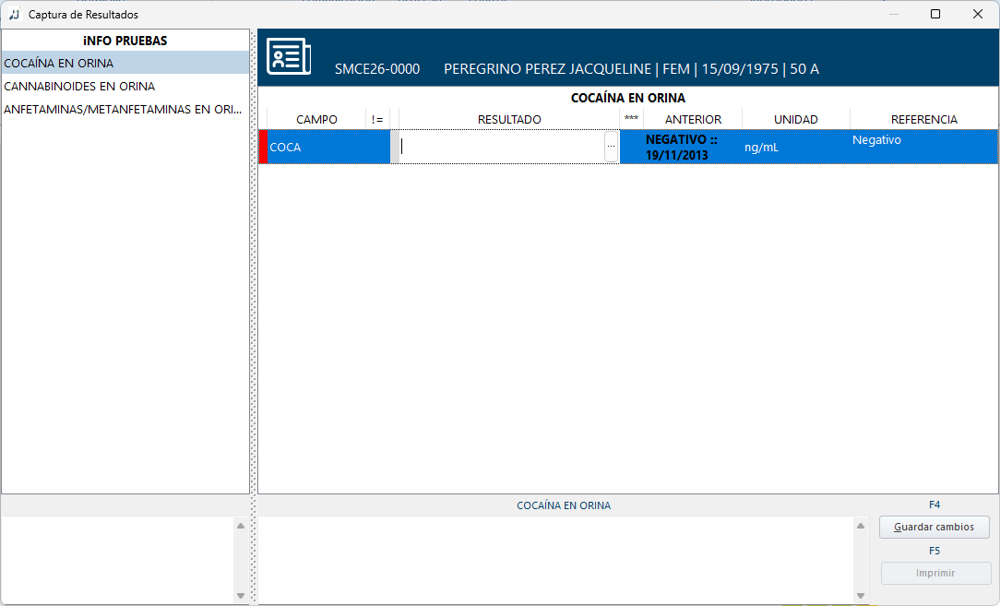 Captura de Resultados
iNFO PRUEBAS
COCAÍNA EN ORINA
CANNABINOIDES EN ORINA
ANFETAMINAS/METANFETAMINAS EN ORI...
SMCE26-0000 PEREGRINO PEREZ JACQUELINE | FEM | 15/09/1975 | 50 A
COCAÍNA EN ORINA
CAMPO != RESULTADO *** ANTERIOR UNIDAD REFERENCIA
COCA ... NEGATIVO :: 19/11/2013 ng/mL Negativo
COCAÍNA EN ORINA
F4
Guardar cambios
F5
Imprimir